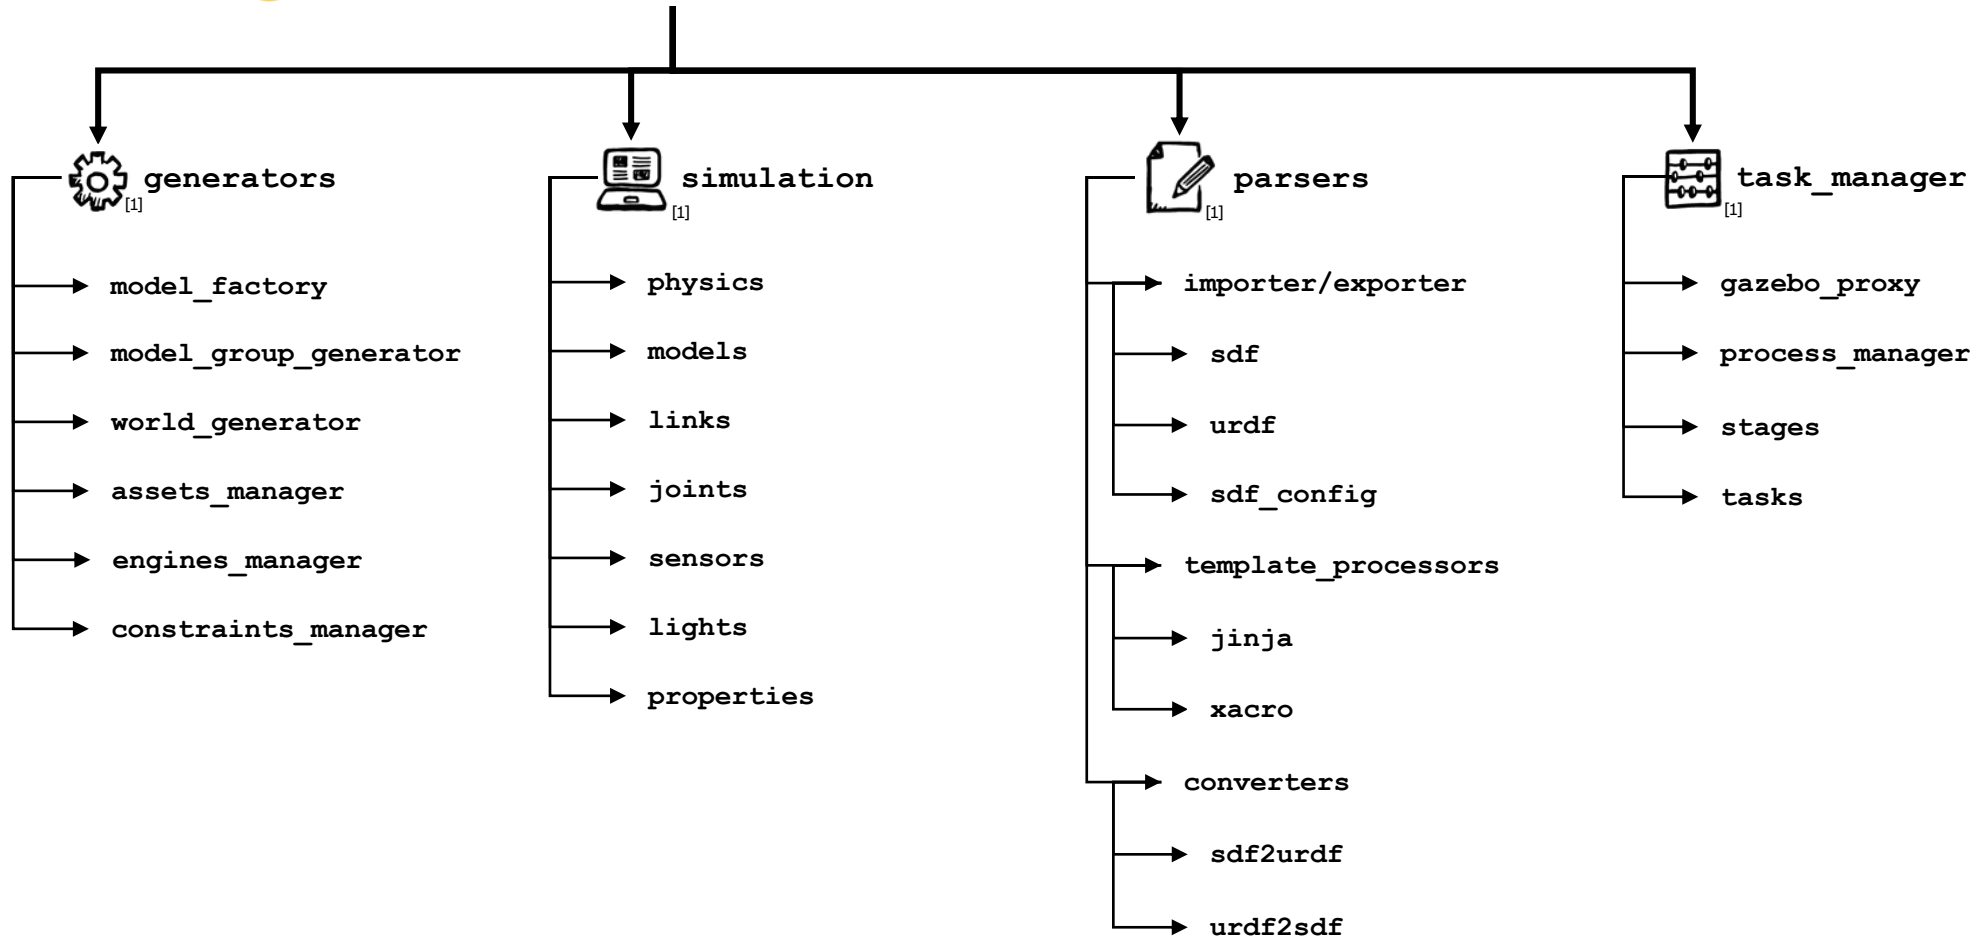 generators
[1]
model_factory
model_group_generator
world_generator
assets_manager
engines_manager
constraints_manager
simulation
[1]
physics
models
links
joints
sensors
lights
properties
parsers
[1]
importer/exporter
sdf
urdf
sdf_config
template_processors
jinja
xacro
converters
sdf2urdf
urdf2sdf
task_manager
[1]
gazebo_proxy
process_manager
stages
tasks